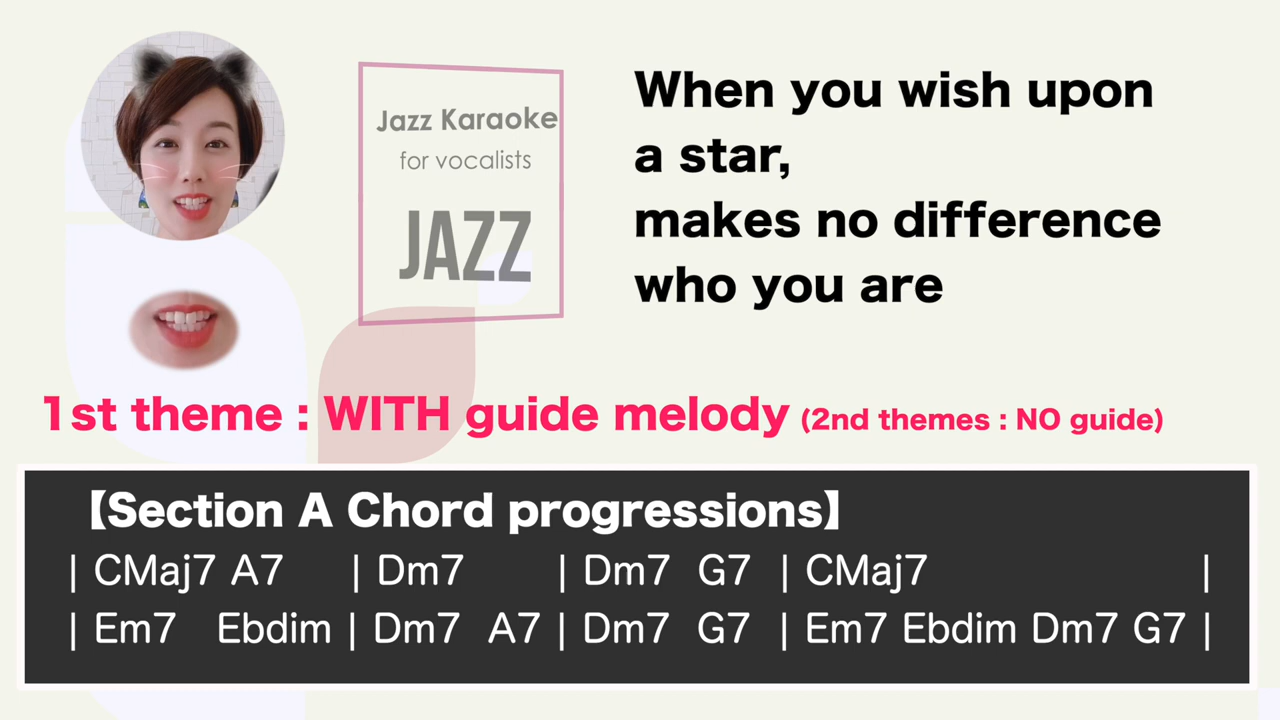 Jazz Karaoke
for vocalists
JAZZ
When you wish upon
a star,
makes no difference
who you are
1st theme : WITH guide melody (2nd themes : NO guide)
【Section A Chord progressions】
| CMaj7 A7 | Dm7 | Dm7 G7 | CMaj7 |
| Em7 Ebdim | Dm7 A7 | Dm7 G7 | Em7 Ebdim Dm7 G7 |